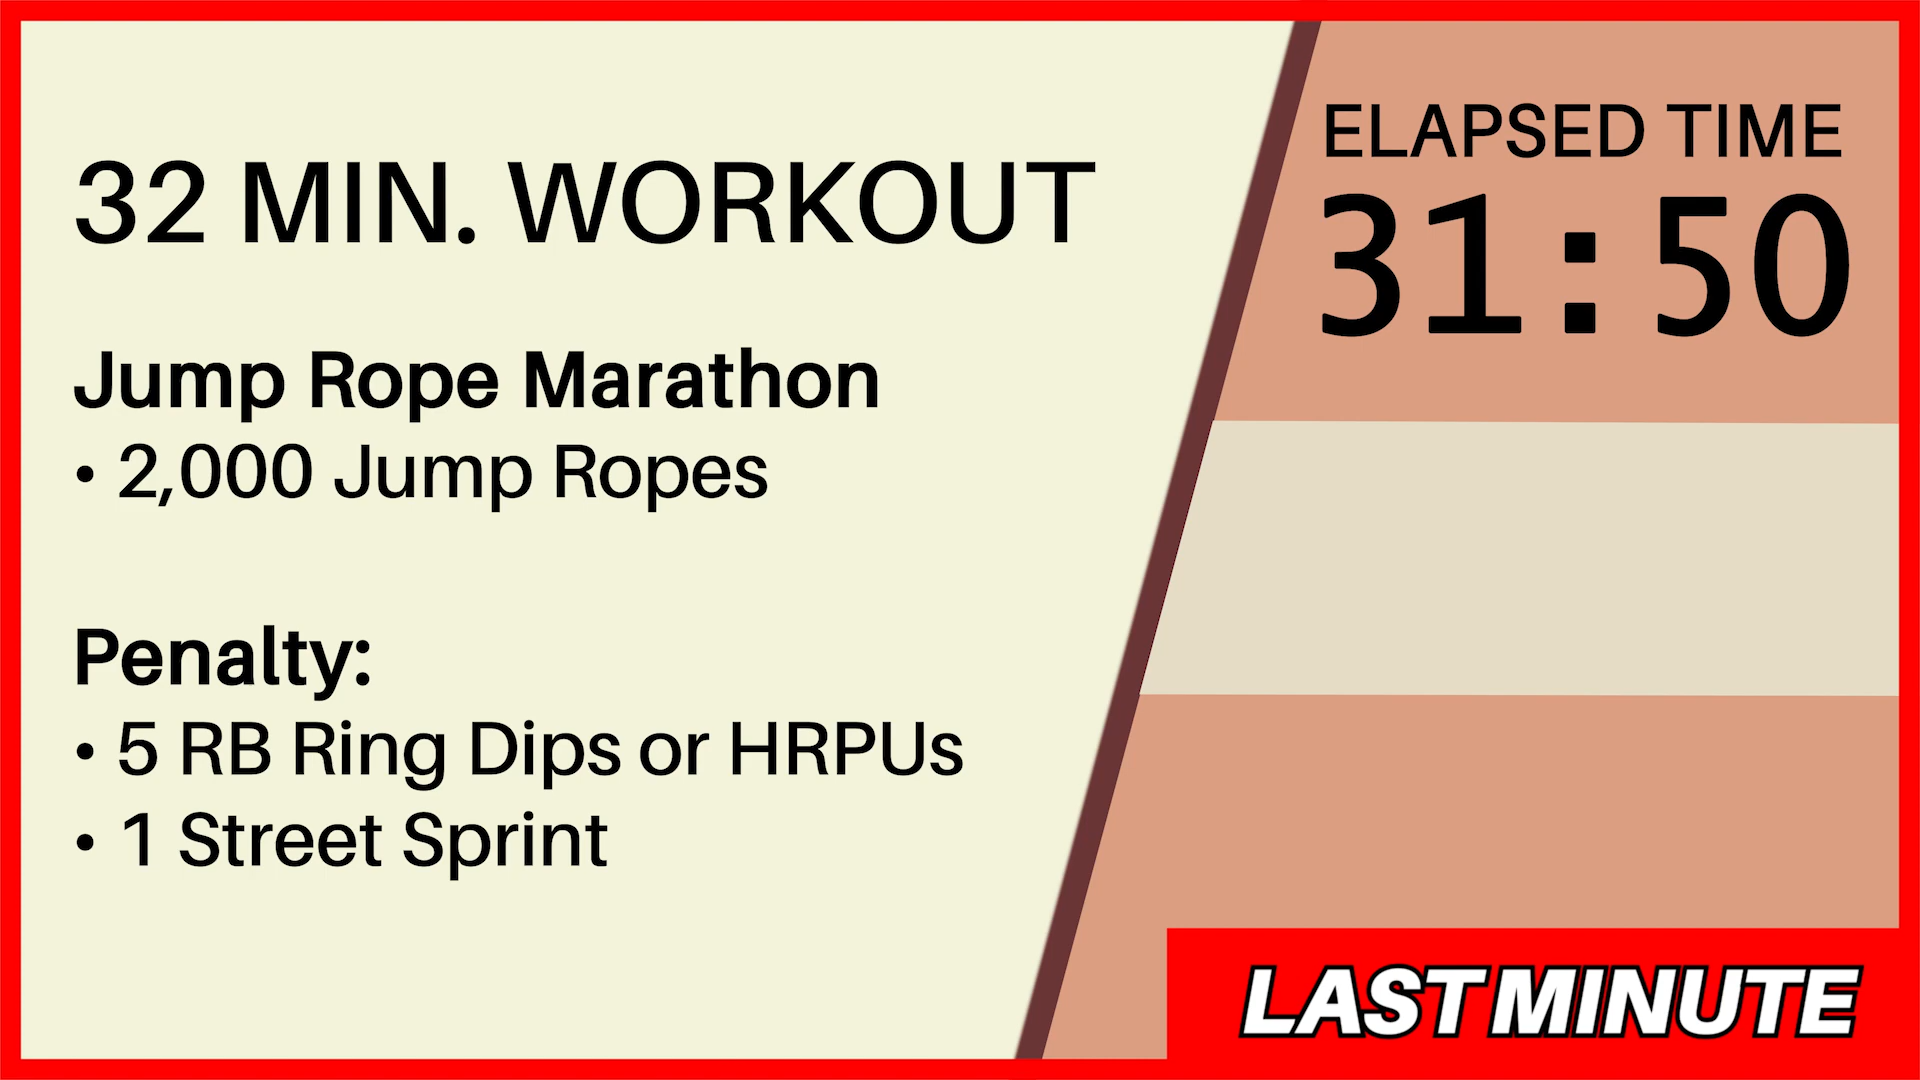 32 MIN. WORKOUT
Jump Rope Marathon
• 2,000 Jump Ropes
Penalty:
• 5 RB Ring Dips or HRPUs
• 1 Street Sprint
ELAPSED TIME
31:50
LAST MINUTE